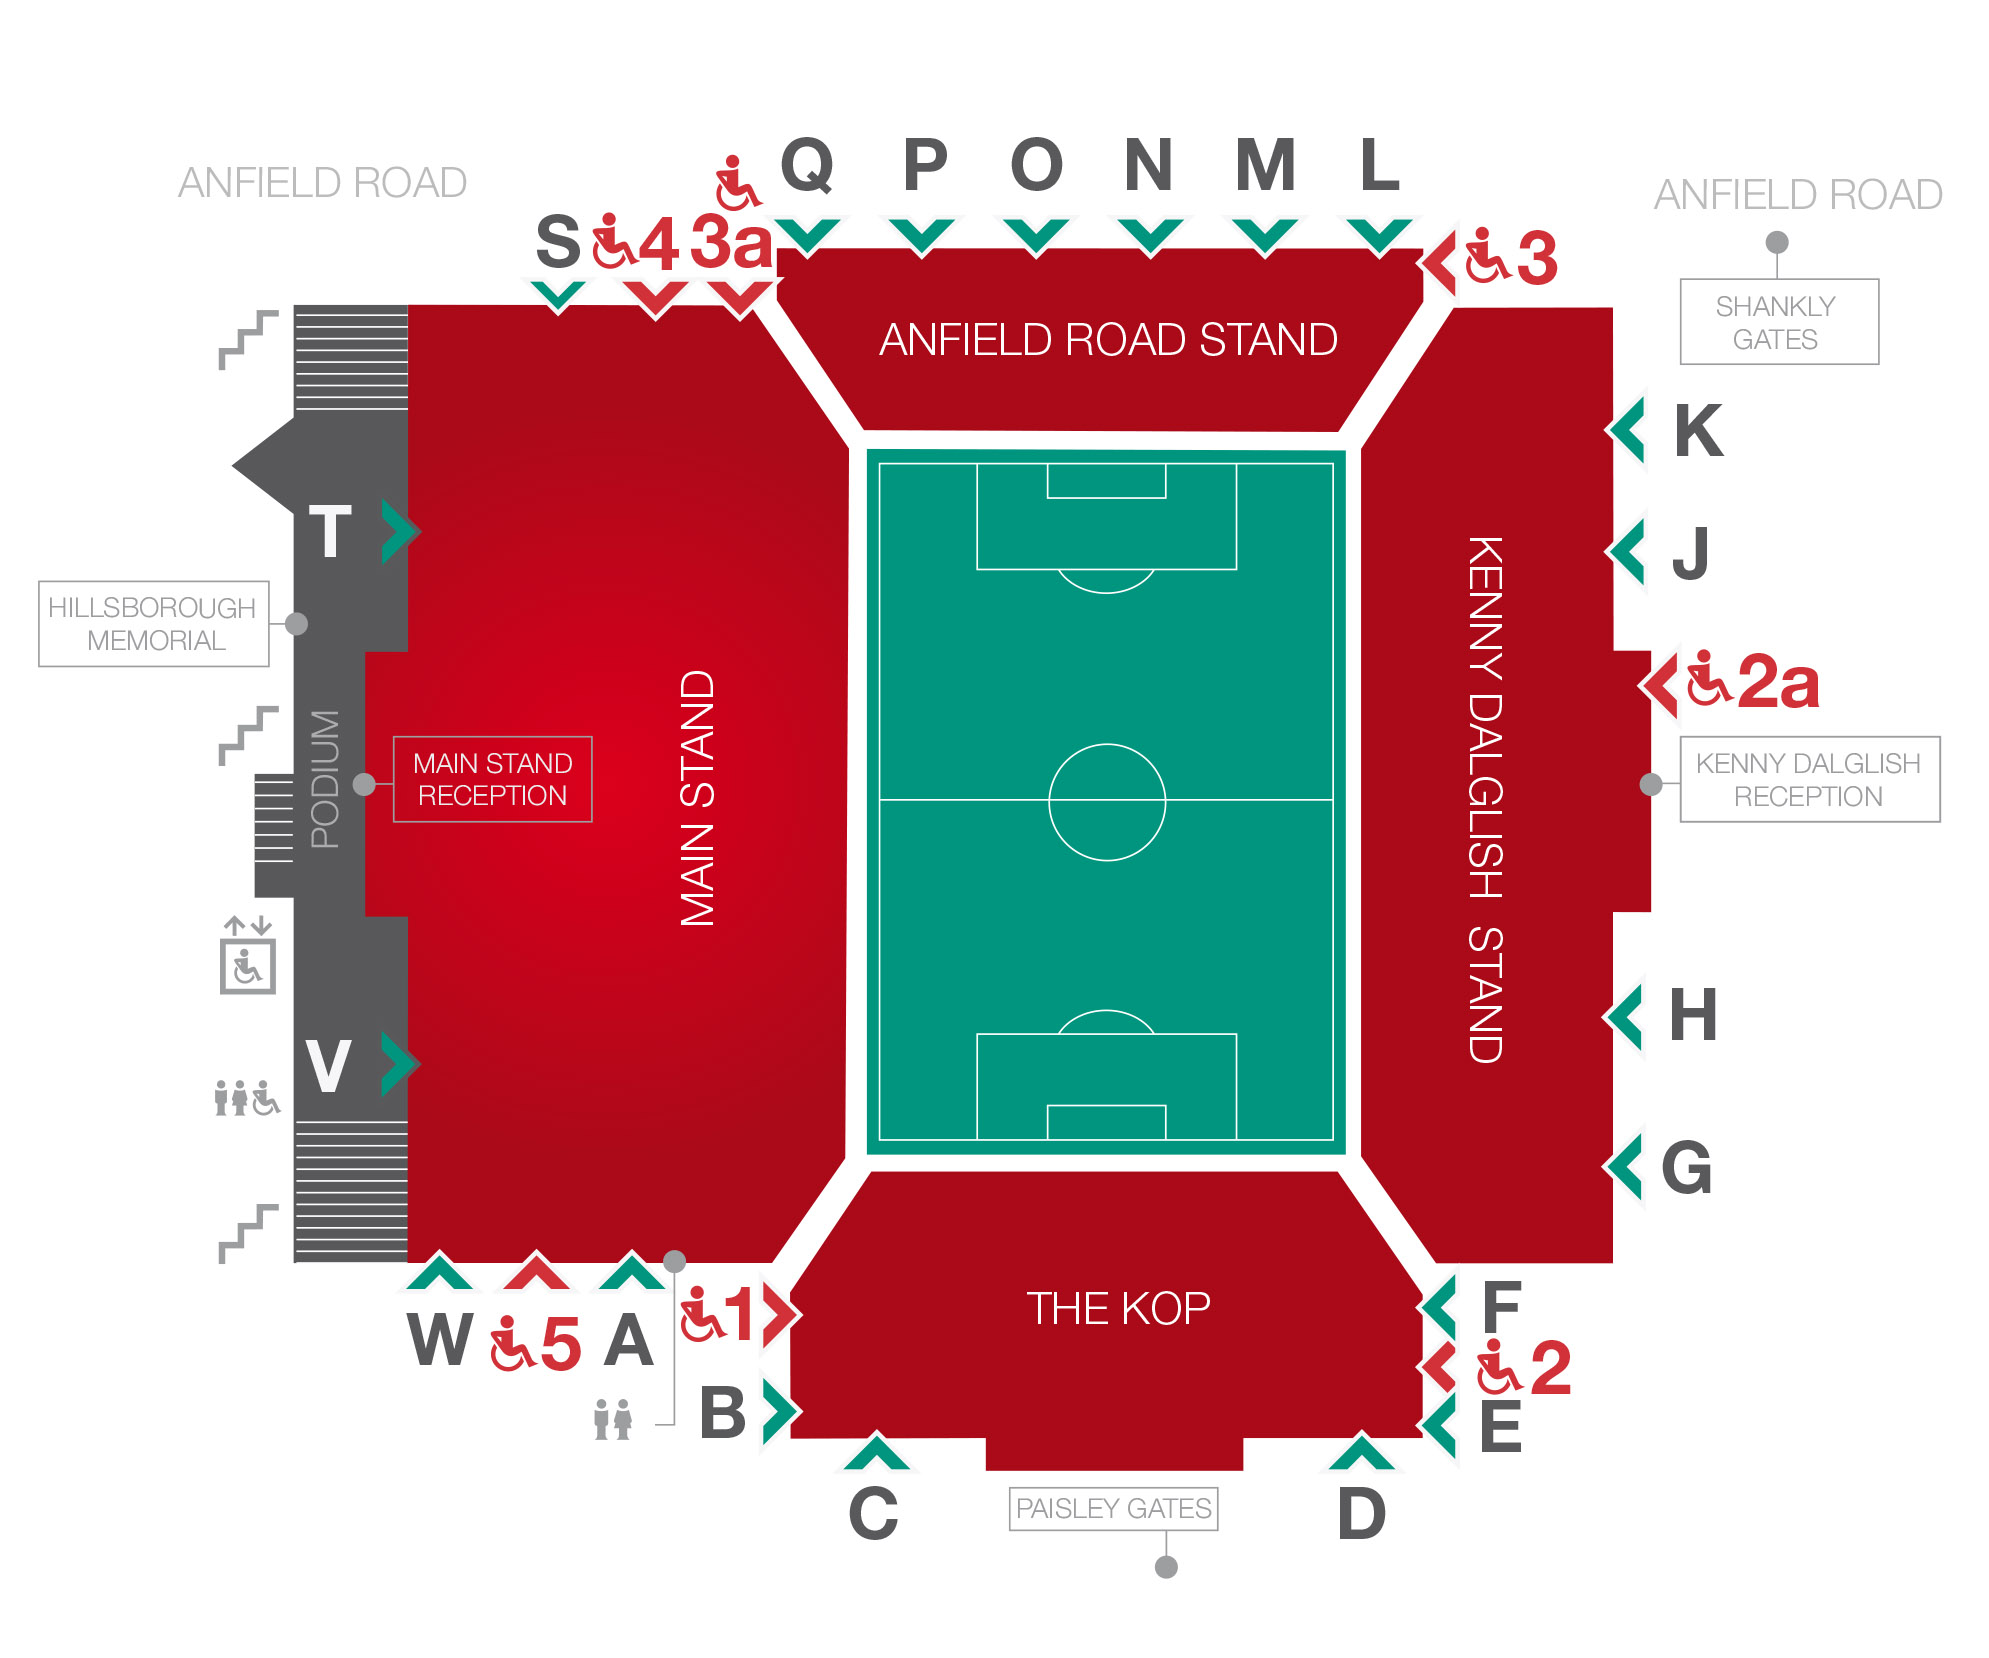 Q P O N M L
ANFIELD ROAD
ANFIELD ROAD
S 4 3a
3
SHANKLY
GATES
ANFIELD ROAD STAND
K
T
J
HILLSBOROUGH
MEMORIAL
2a
PODIUM
MAIN STAND
RECEPTION
MAIN STAND
KENNY DALGLISH STAND
KENNY DALGLISH
RECEPTION
H
V
G
W 5 A
1
THE KOP
F
2
B
E
C
PAISLEY GATES
D